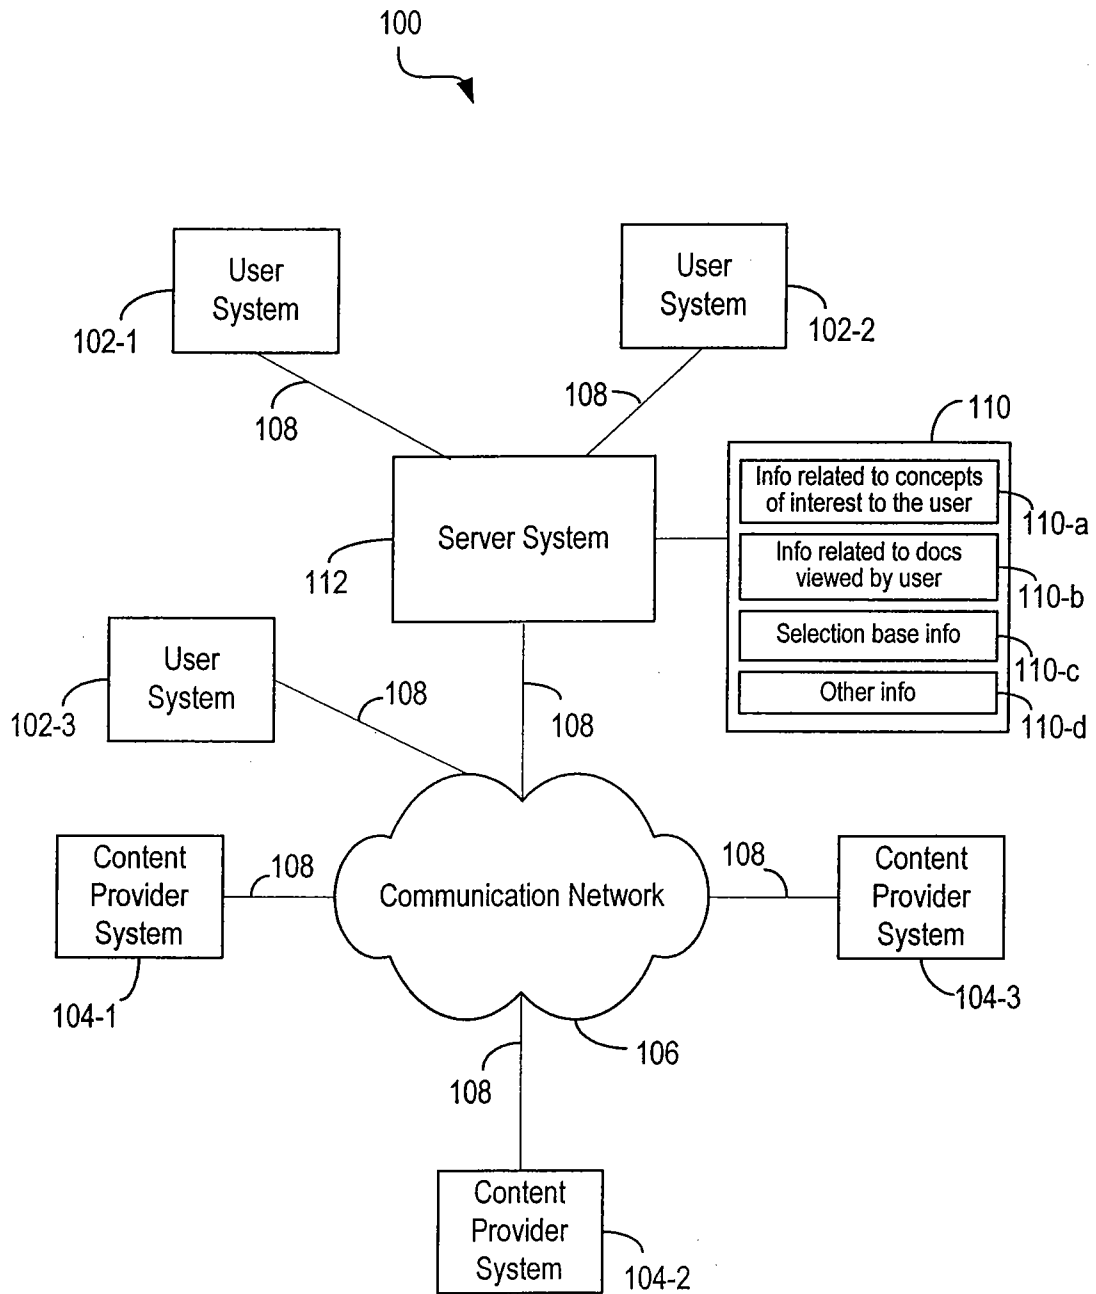 100
User
System
102-1
User
System
102-2
108
108
110
Info related to concepts
of interest to the user
110-a
Server System
112
Info related to docs
viewed by user
110-b
Selection base info
110-c
Other info
110-d
User
System
102-3
108
108
Content
Provider
System
104-1
108
Communication Network
106
108
Content
Provider
System
104-3
108
Content
Provider
System
104-2